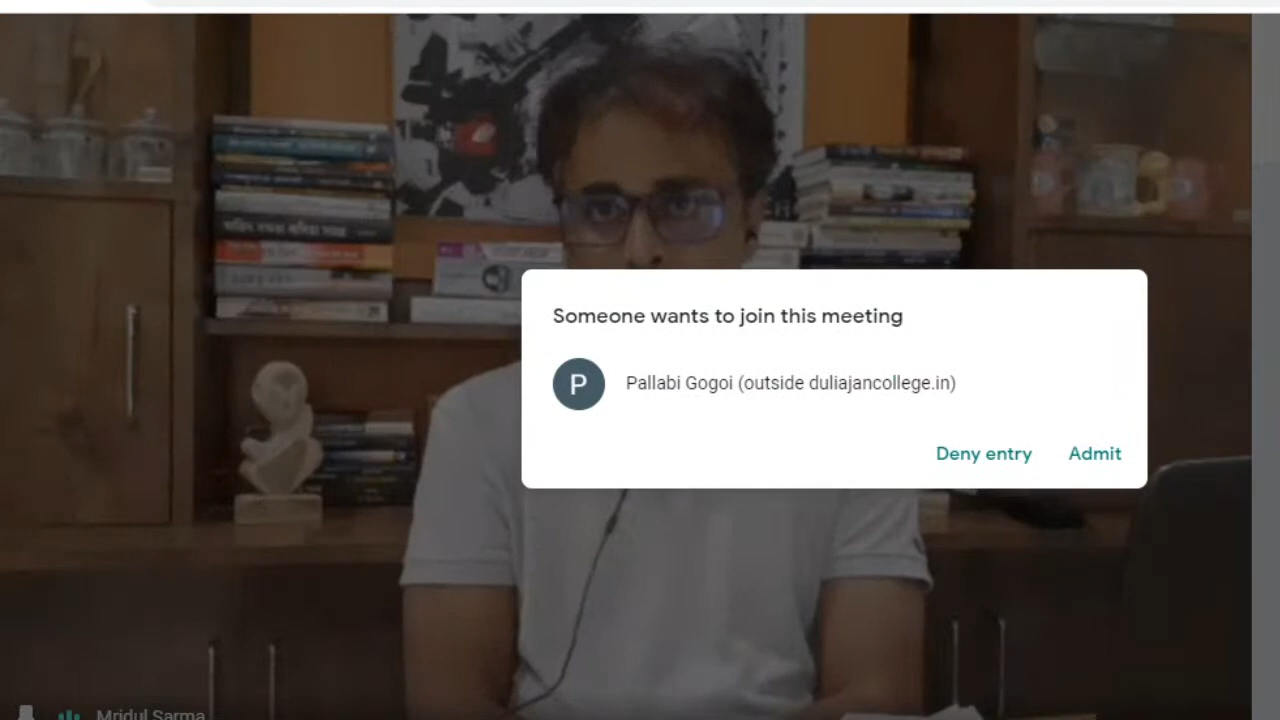 Someone wants to join this meeting
P
Pallabi Gogoi (outside duliajancollege.in)
Deny entry
Admit
Mridul Sarma